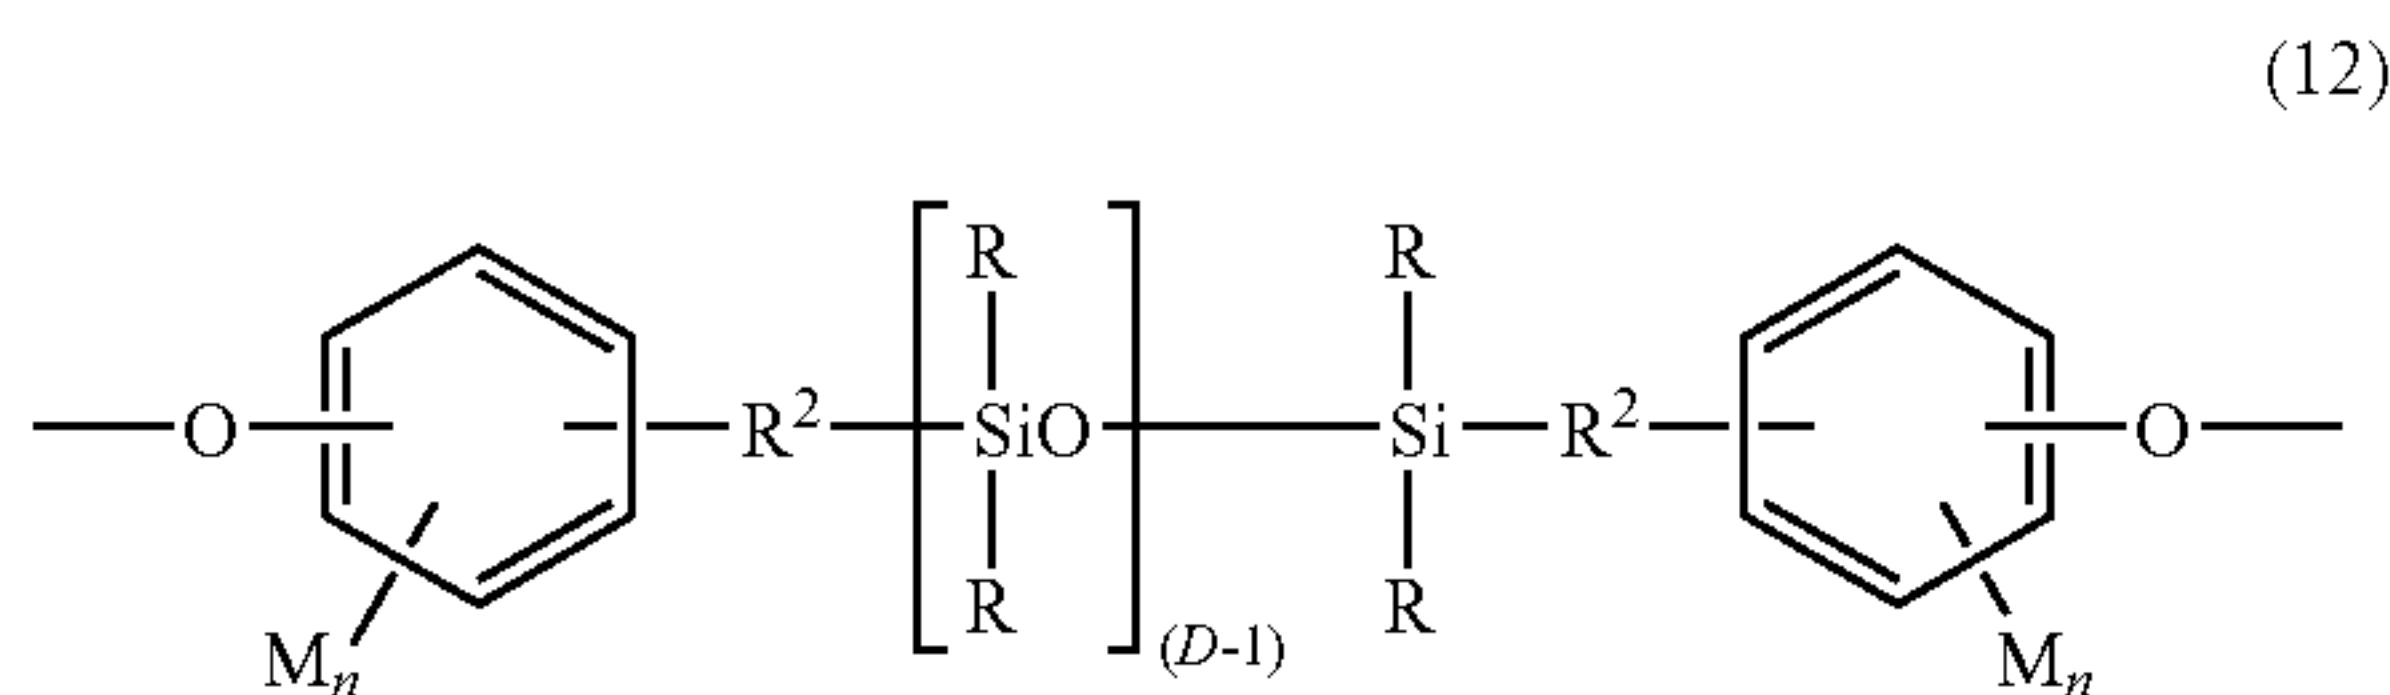 (12)
R R
O R² SiO Si R² O
R R
(D-1)
Mₙ Mₙ